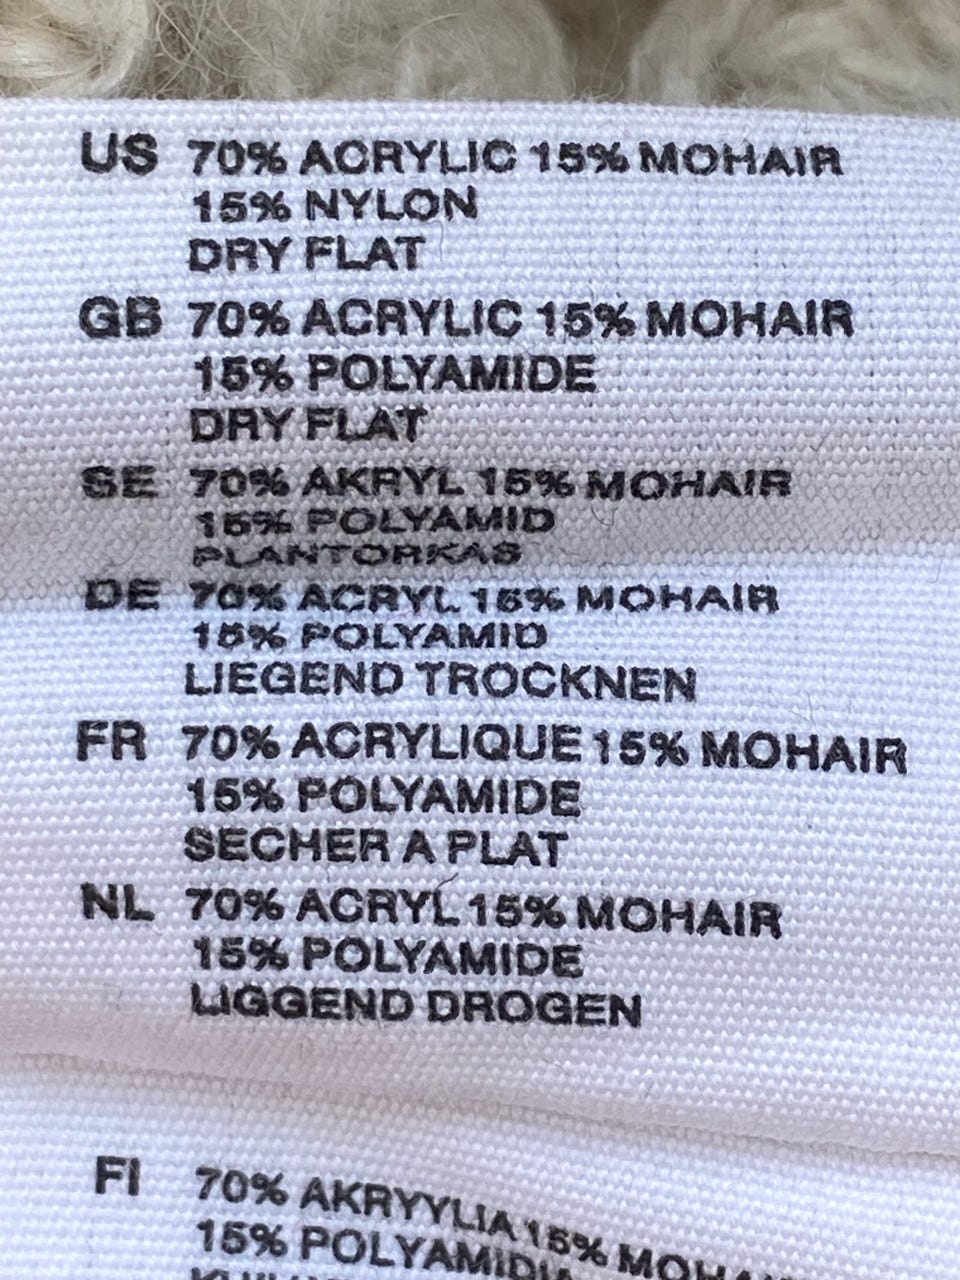 US 70% ACRYLIC 15% MOHAIR
15% NYLON
DRY FLAT
GB 70% ACRYLIC 15% MOHAIR
15% POLYAMIDE
DRY FLAT
SE 70% AKRYL 15% MOHAIR
15% POLYAMID
PLANTORKAS
DE 70% ACRYL 15% MOHAIR
15% POLYAMID
LIEGEND TROCKNEN
FR 70% ACRYLIQUE 15% MOHAIR
15% POLYAMIDE
SECHER A PLAT
NL 70% ACRYL 15% MOHAIR
15% POLYAMIDE
LIGGEND DROGEN
FI 70% AKRYYLIA 15%
15%